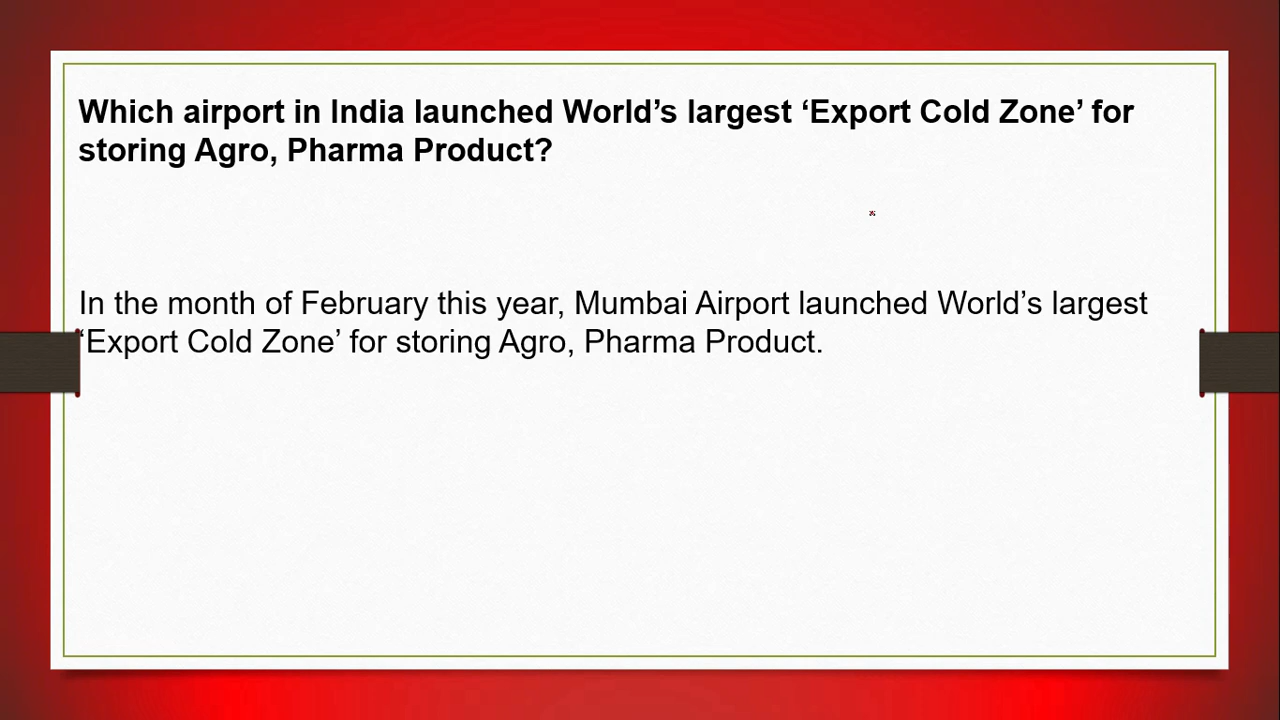 Which airport in India launched World’s largest ‘Export Cold Zone’ for
storing Agro, Pharma Product?
In the month of February this year, Mumbai Airport launched World’s largest
‘Export Cold Zone’ for storing Agro, Pharma Product.